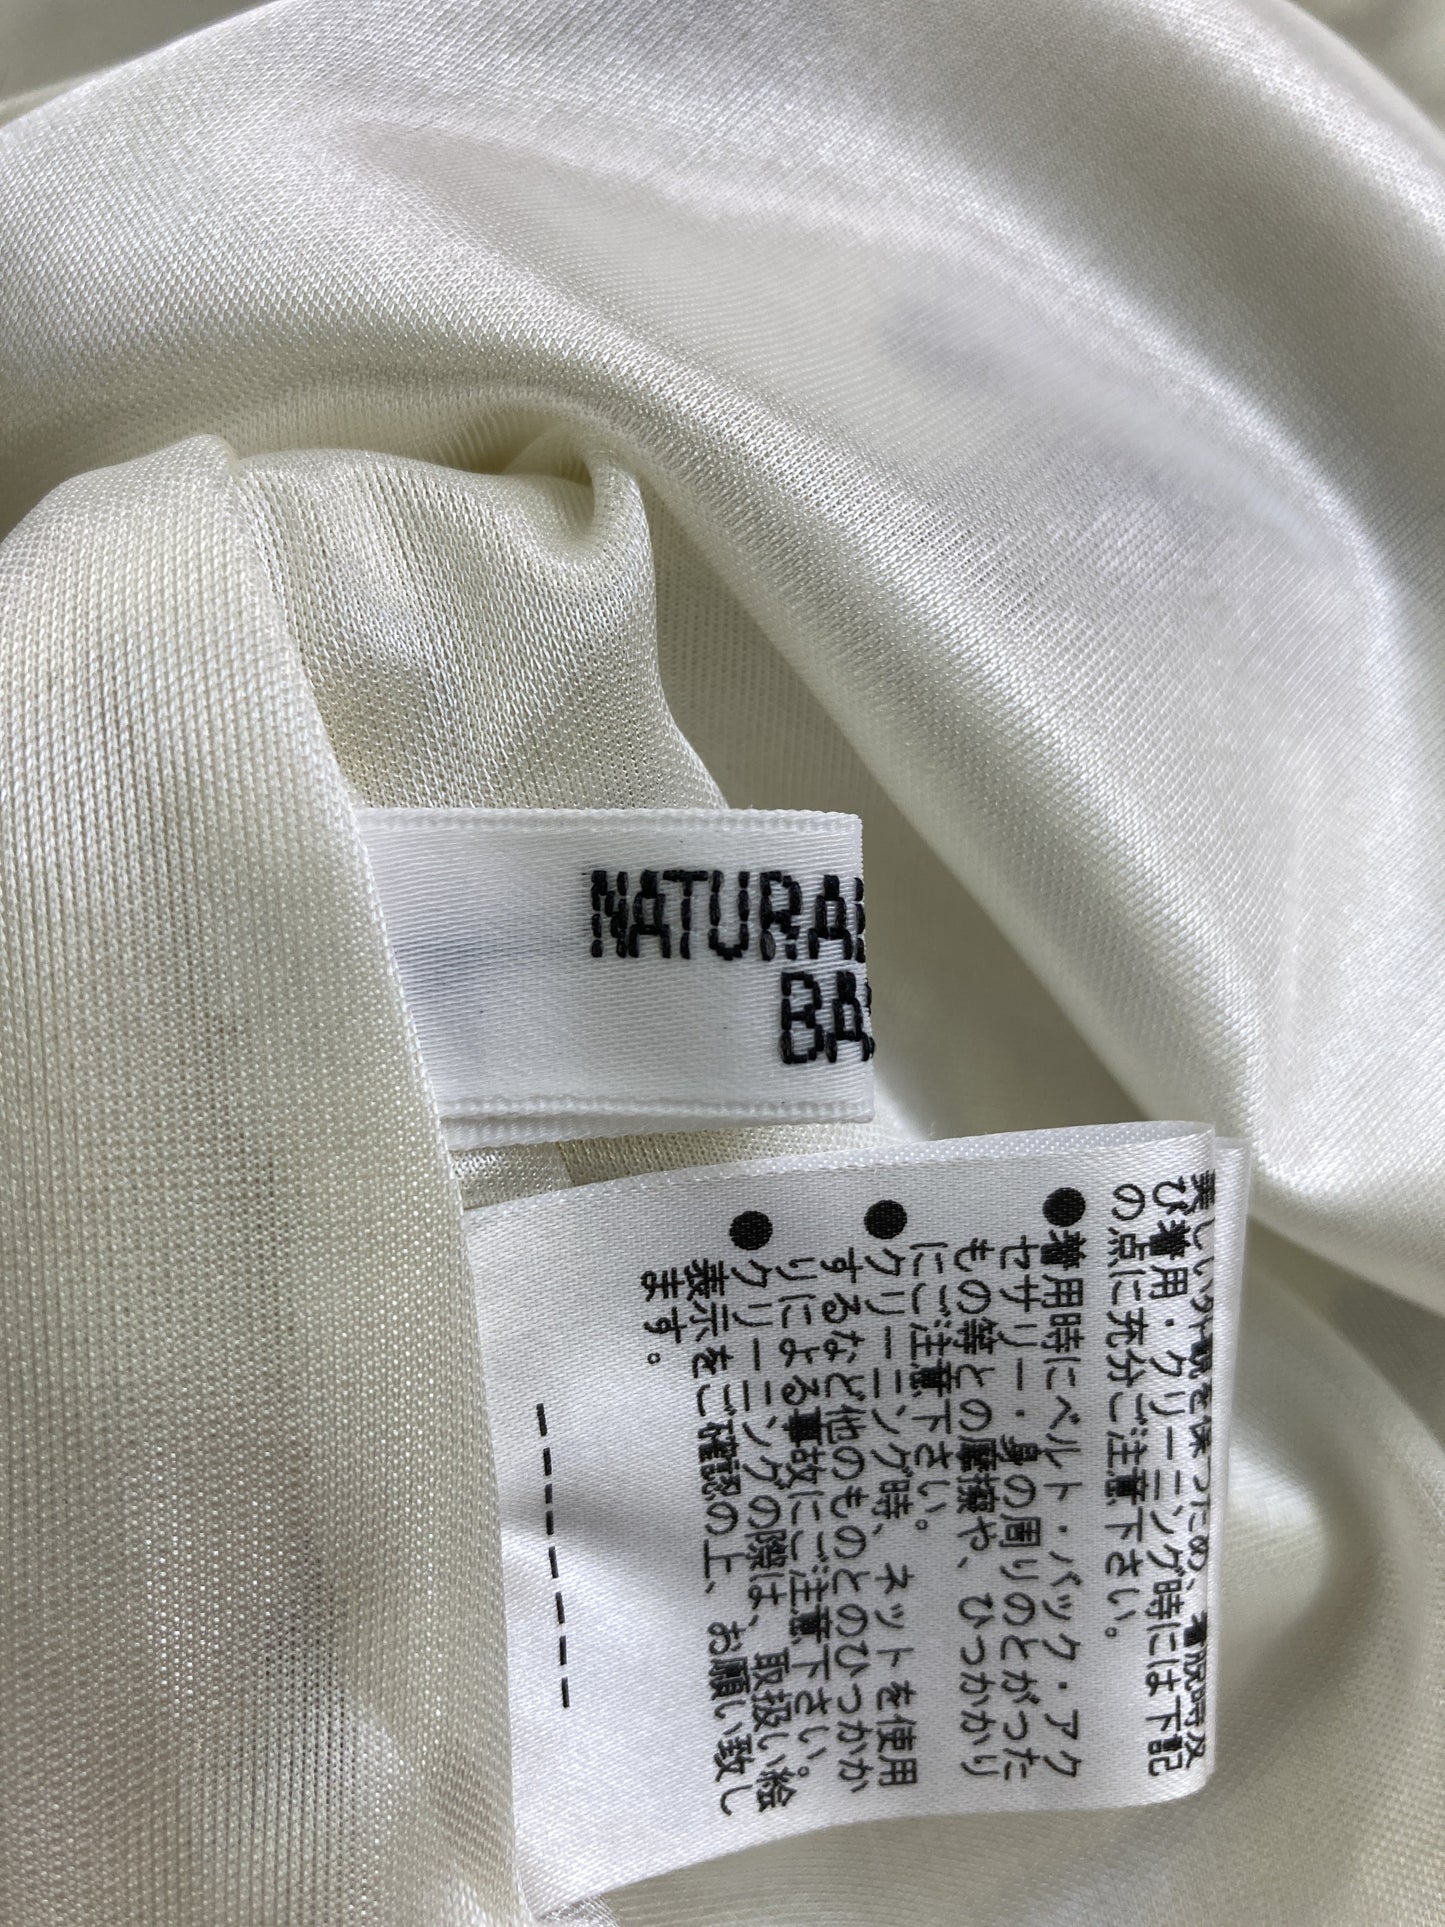 NATURAL
BA
美しい外観を保つため、着脱時及
び着用・クリーニング時には下記
の点に充分ご注意下さい。
●着用時にベルト・バック・アク
セサリー・身の周りのとがった
もの等との摩擦や、ひっかかり
にご注意下さい。
●クリーニング時、ネットを使用
するなど他のものとのひっかか
りによる事故にご注意下さい。
●クリーニングの際は、取扱い絵
表示をご確認の上、お願い致し
ます。